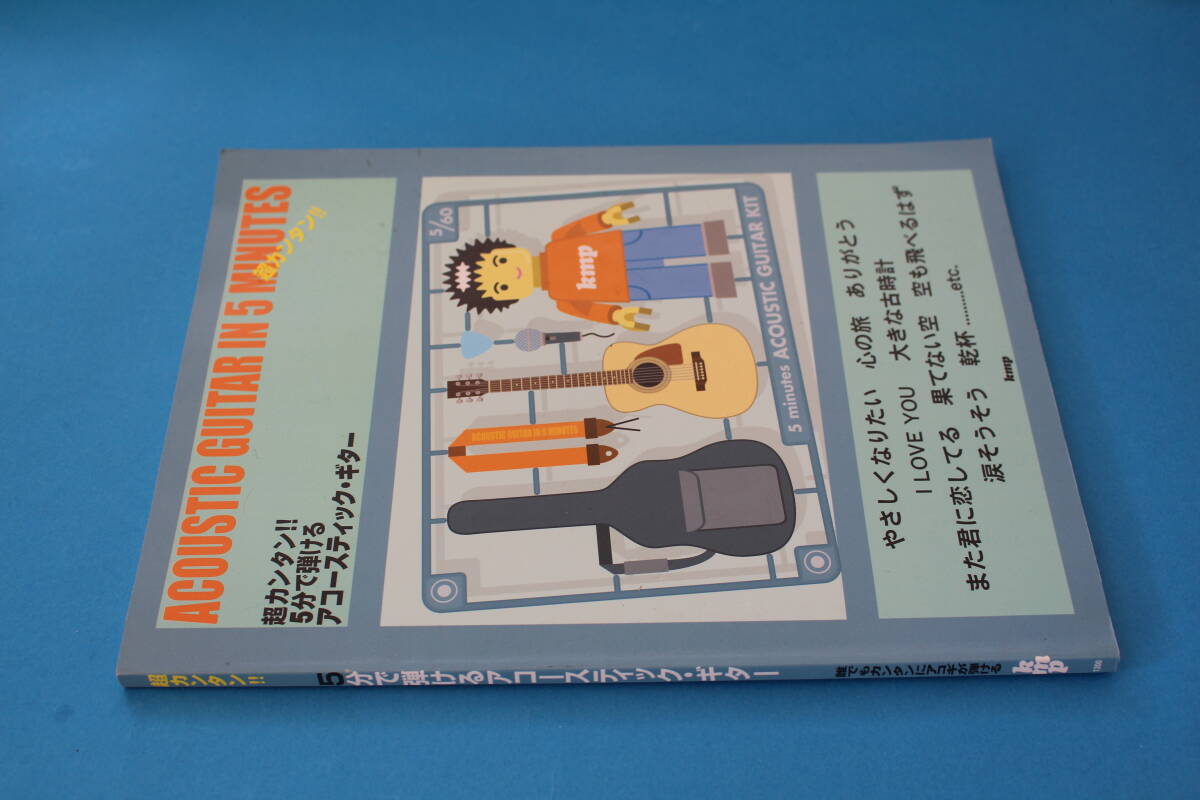 ACOUSTIC GUITAR IN 5 MINUTES
超カンタン!!
超カンタン!!
5分で弾ける
アコースティック・ギター
5/60
kmp
ACOUSTIC GUITAR IN 5 MINUTES
5 minutes ACOUSTIC GUITAR KIT
やさしくなりたい 心の旅 ありがとう
I LOVE YOU 大きな古時計
また君に恋してる 果てない空 空も飛べるはず
涙そうそう 乾杯………etc.
kmp
超カンタン!!
5分で弾けるアコースティック・ギター
誰でもカンタンにアコギが弾ける
kmp